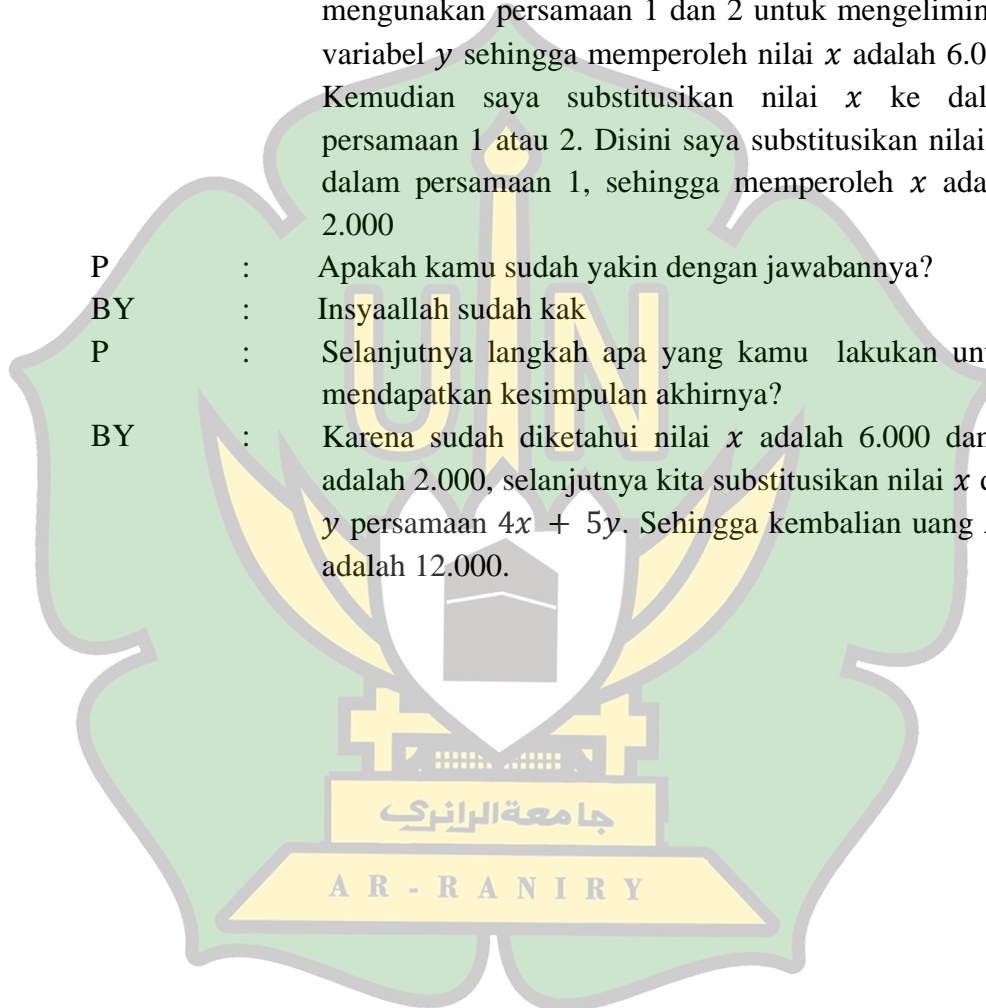 mengunakan persamaan 1 dan 2 untuk mengelimin
variabel y sehingga memperoleh nilai x adalah 6.0
Kemudian saya substitusikan nilai x ke dal
persamaan 1 atau 2. Disini saya substitusikan nilai
dalam persamaan 1, sehingga memperoleh x ada
2.000
P : Apakah kamu sudah yakin dengan jawabannya?
BY : Insyaallah sudah kak
P : Selanjutnya langkah apa yang kamu lakukan un
mendapatkan kesimpulan akhirnya?
BY : Karena sudah diketahui nilai x adalah 6.000 dan
adalah 2.000, selanjutnya kita substitusikan nilai x
y persamaan 4x + 5y. Sehingga kembalian uang
adalah 12.000.
UIN
جامعةالرانري
AR-RANIRY